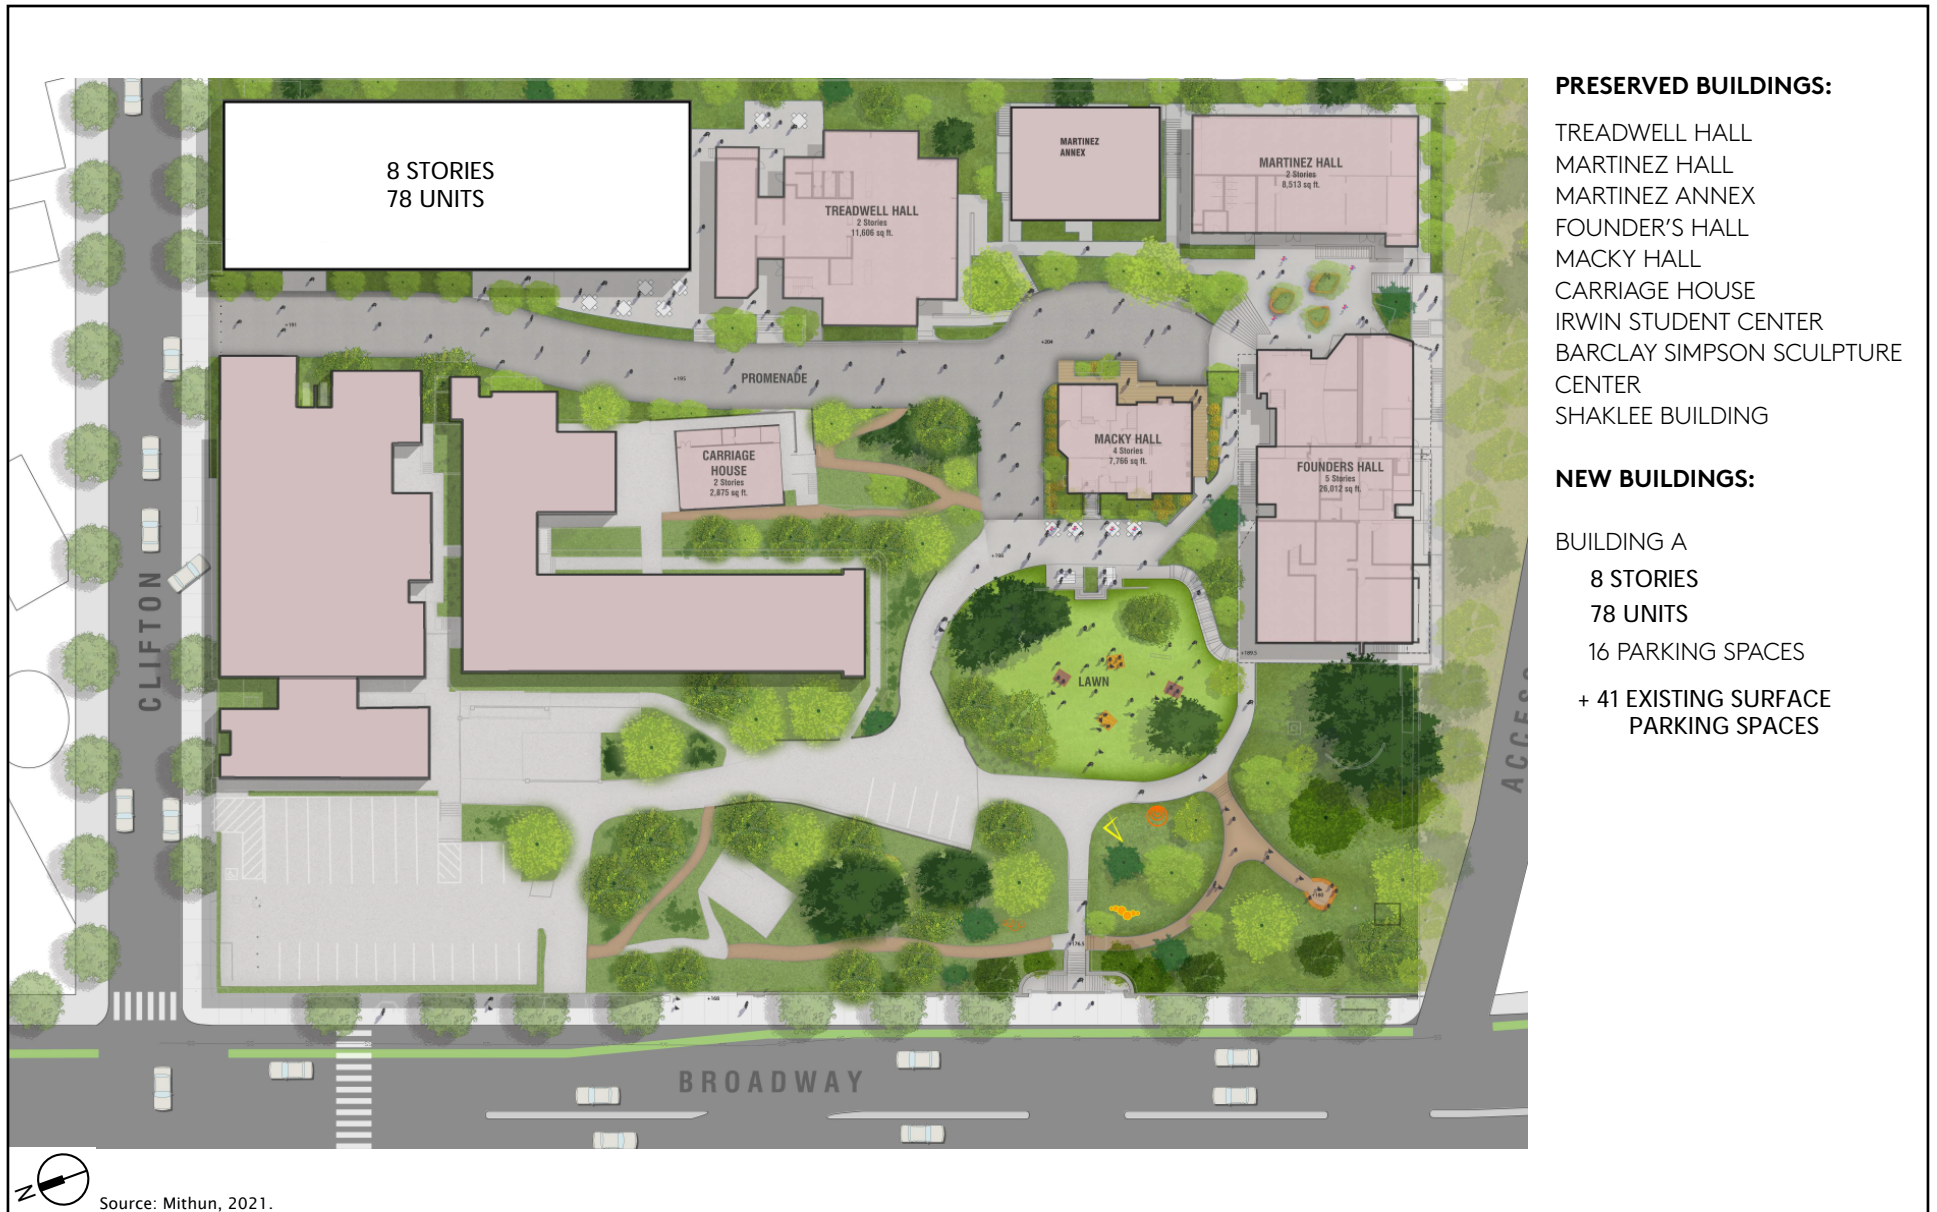 8 STORIES
78 UNITS
TREADWELL HALL
2 Stories
11,606 sq ft.
MARTINEZ
ANNEX
MARTINEZ HALL
2 Stories
8,513 sq ft.
PROMENADE
CARRIAGE
HOUSE
2 Stories
2,875 sq ft.
MACKY HALL
4 Stories
7,766 sq ft.
FOUNDERS HALL
5 Stories
26,012 sq ft.
LAWN
CLIFTON
BROADWAY
ACCESS
+189.5
+176.5
PRESERVED BUILDINGS:
TREADWELL HALL
MARTINEZ HALL
MARTINEZ ANNEX
FOUNDER'S HALL
MACKY HALL
CARRIAGE HOUSE
IRWIN STUDENT CENTER
BARCLAY SIMPSON SCULPTURE
CENTER
SHAKLEE BUILDING
NEW BUILDINGS:
BUILDING A
8 STORIES
78 UNITS
16 PARKING SPACES
+ 41 EXISTING SURFACE
PARKING SPACES
N
Source: Mithun, 2021.